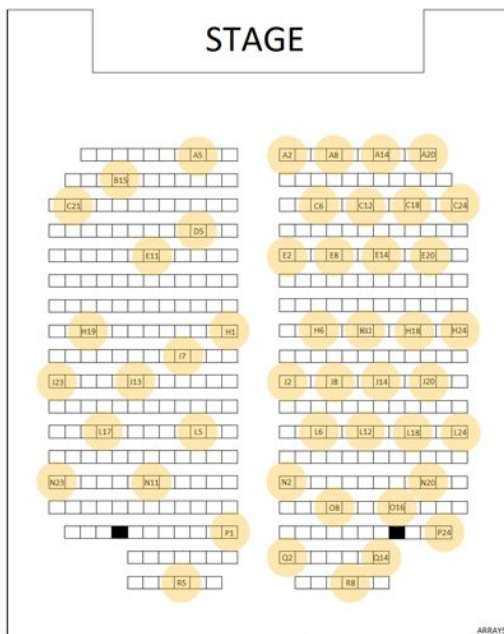 STAGE
A5 A2 A8 A14 A20
B15
C21 C6 C12 C18 C24
D5
E11 E2 E8 E14 E20
H19 H1 H6 H18 H24
I7
J23 J13 J2 J8 J14 J20
L17 L5 L6 L12 L18 L24
N23 N11 N2 N20
O8 O16
P1 P24
Q2 Q14
R5 R8
ARRAYS